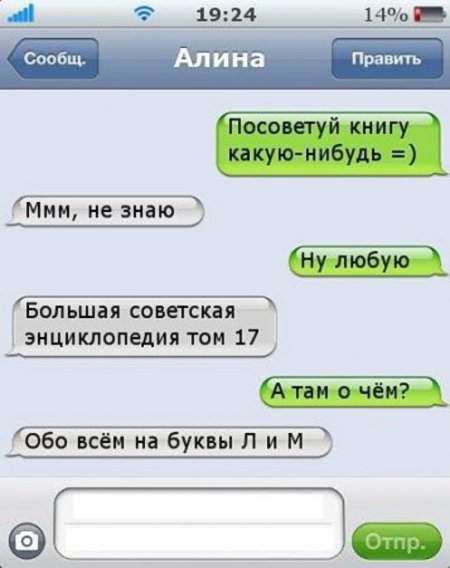 19:24 14%
Сообщ. Алина Править
Посоветуй книгу
какую-нибудь =)
Ммм, не знаю
Ну любую
Большая советская
энциклопедия том 17
А там о чём?
Обо всём на буквы Л и М
Отпр.